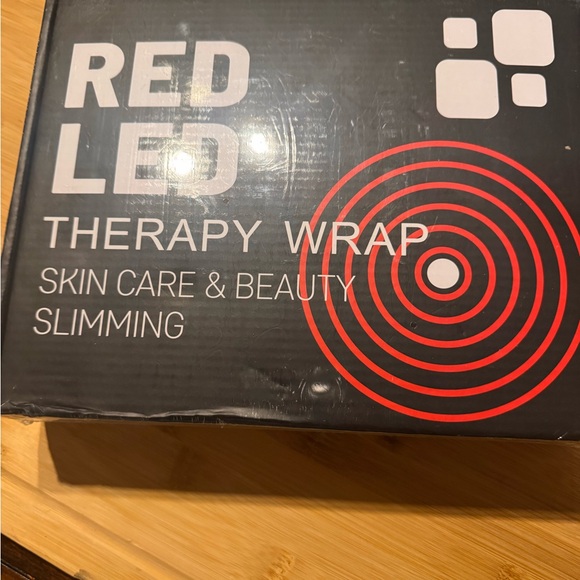 RED
LED
THERAPY WRAP
SKIN CARE & BEAUTY
SLIMMING